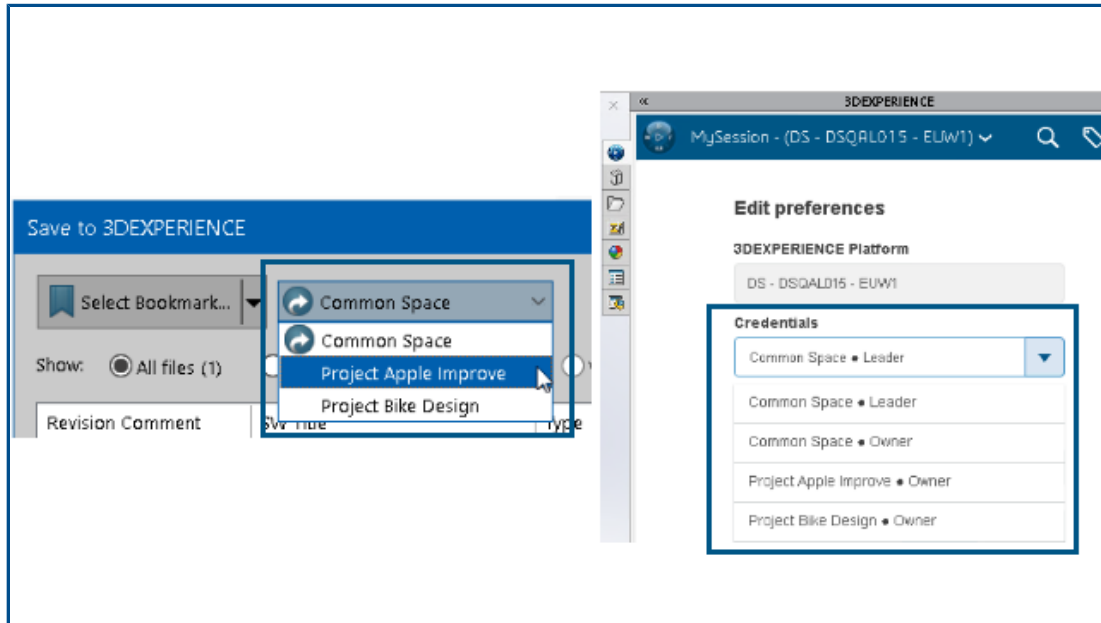 Save to 3DEXPERIENCE
Select Bookmark...
Common Space
Common Space
Project Apple Improve
Project Bike Design
Show: All files (1)
Revision Comment
SW Title
Type
3DEXPERIENCE
MySession - (DS - DSQAL015 - EUW1)
Edit preferences
3DEXPERIENCE Platform
DS - DSQAL015 - EUW1
Credentials
Common Space ● Leader
Common Space ● Leader
Common Space ● Owner
Project Apple Improve ● Owner
Project Bike Design ● Owner